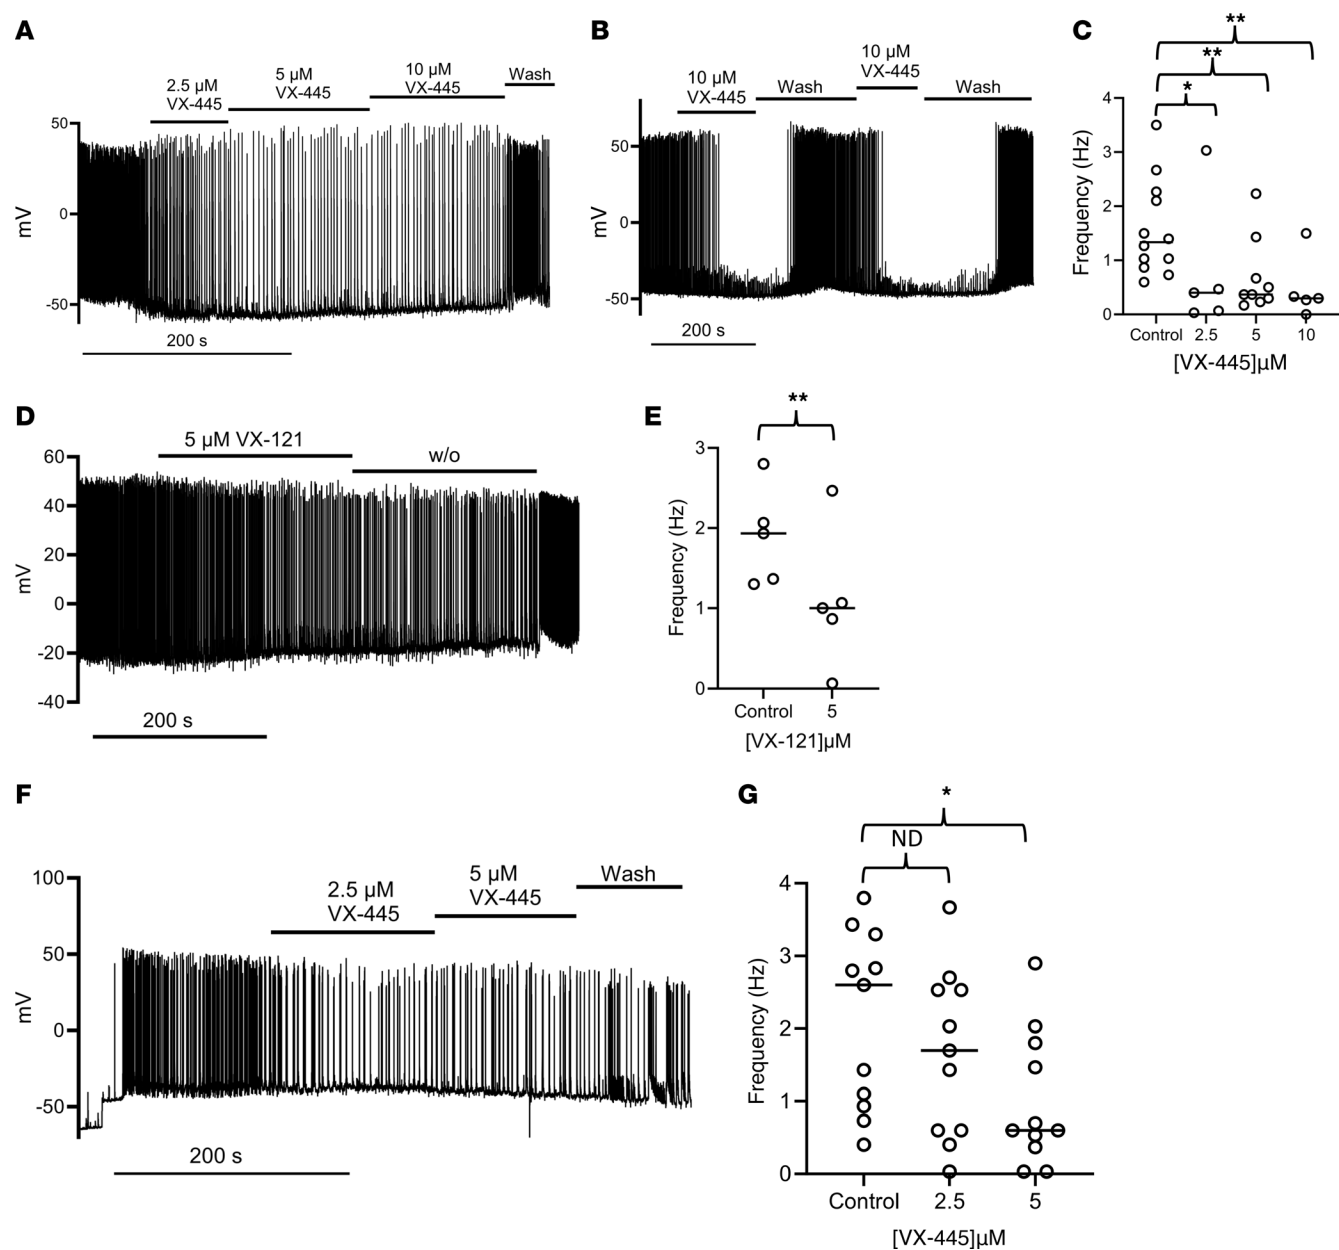 A
2.5 µM
VX-445
5 µM
VX-445
10 µM
VX-445
Wash
50
0
-50
mV
200 s
B
10 µM
VX-445
Wash
10 µM
VX-445
Wash
50
0
-50
mV
200 s
C
**
**
*
4
3
2
1
0
Frequency (Hz)
Control 2.5 5 10
[VX-445]µM
D
5 µM VX-121
w/o
60
40
20
0
-20
-40
mV
200 s
E
**
3
2
1
0
Frequency (Hz)
Control 5
[VX-121]µM
F
2.5 µM
VX-445
5 µM
VX-445
Wash
100
50
0
-50
mV
200 s
G
*
ND
4
3
2
1
0
Frequency (Hz)
Control 2.5 5
[VX-445]µM